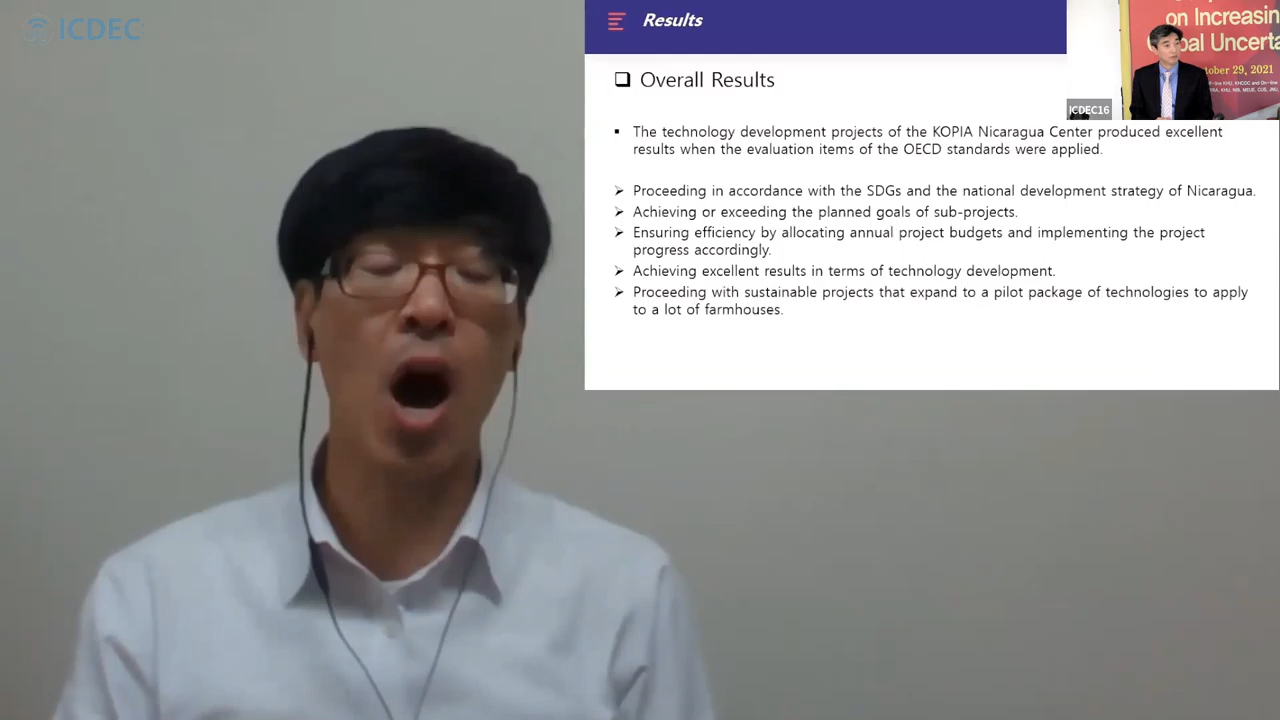 ICDEC
Results
on Increasin
bal Uncerta
tober 29, 2021
JCDEC16
Overall Results
The technology development projects of the KOPIA Nicaragua Center produced excellent
results when the evaluation items of the OECD standards were applied.
Proceeding in accordance with the SDGs and the national development strategy of Nicaragua.
Achieving or exceeding the planned goals of sub-projects.
Ensuring efficiency by allocating annual project budgets and implementing the project
progress accordingly.
Achieving excellent results in terms of technology development.
Proceeding with sustainable projects that expand to a pilot package of technologies to apply
to a lot of farmhouses.